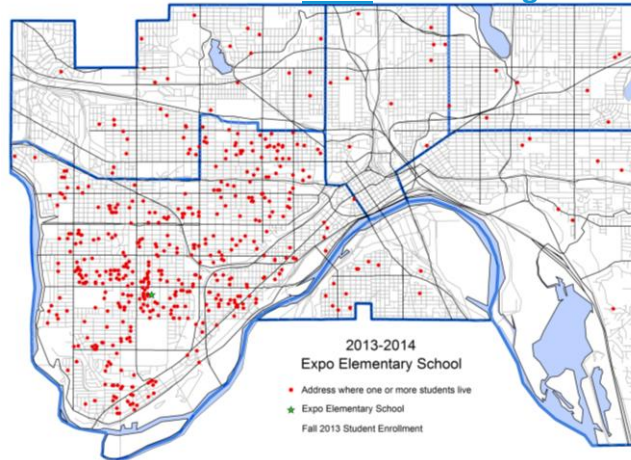 2013-2014
Expo Elementary School
Address where one or more students live
Expo Elementary School
Fall 2013 Student Enrollment